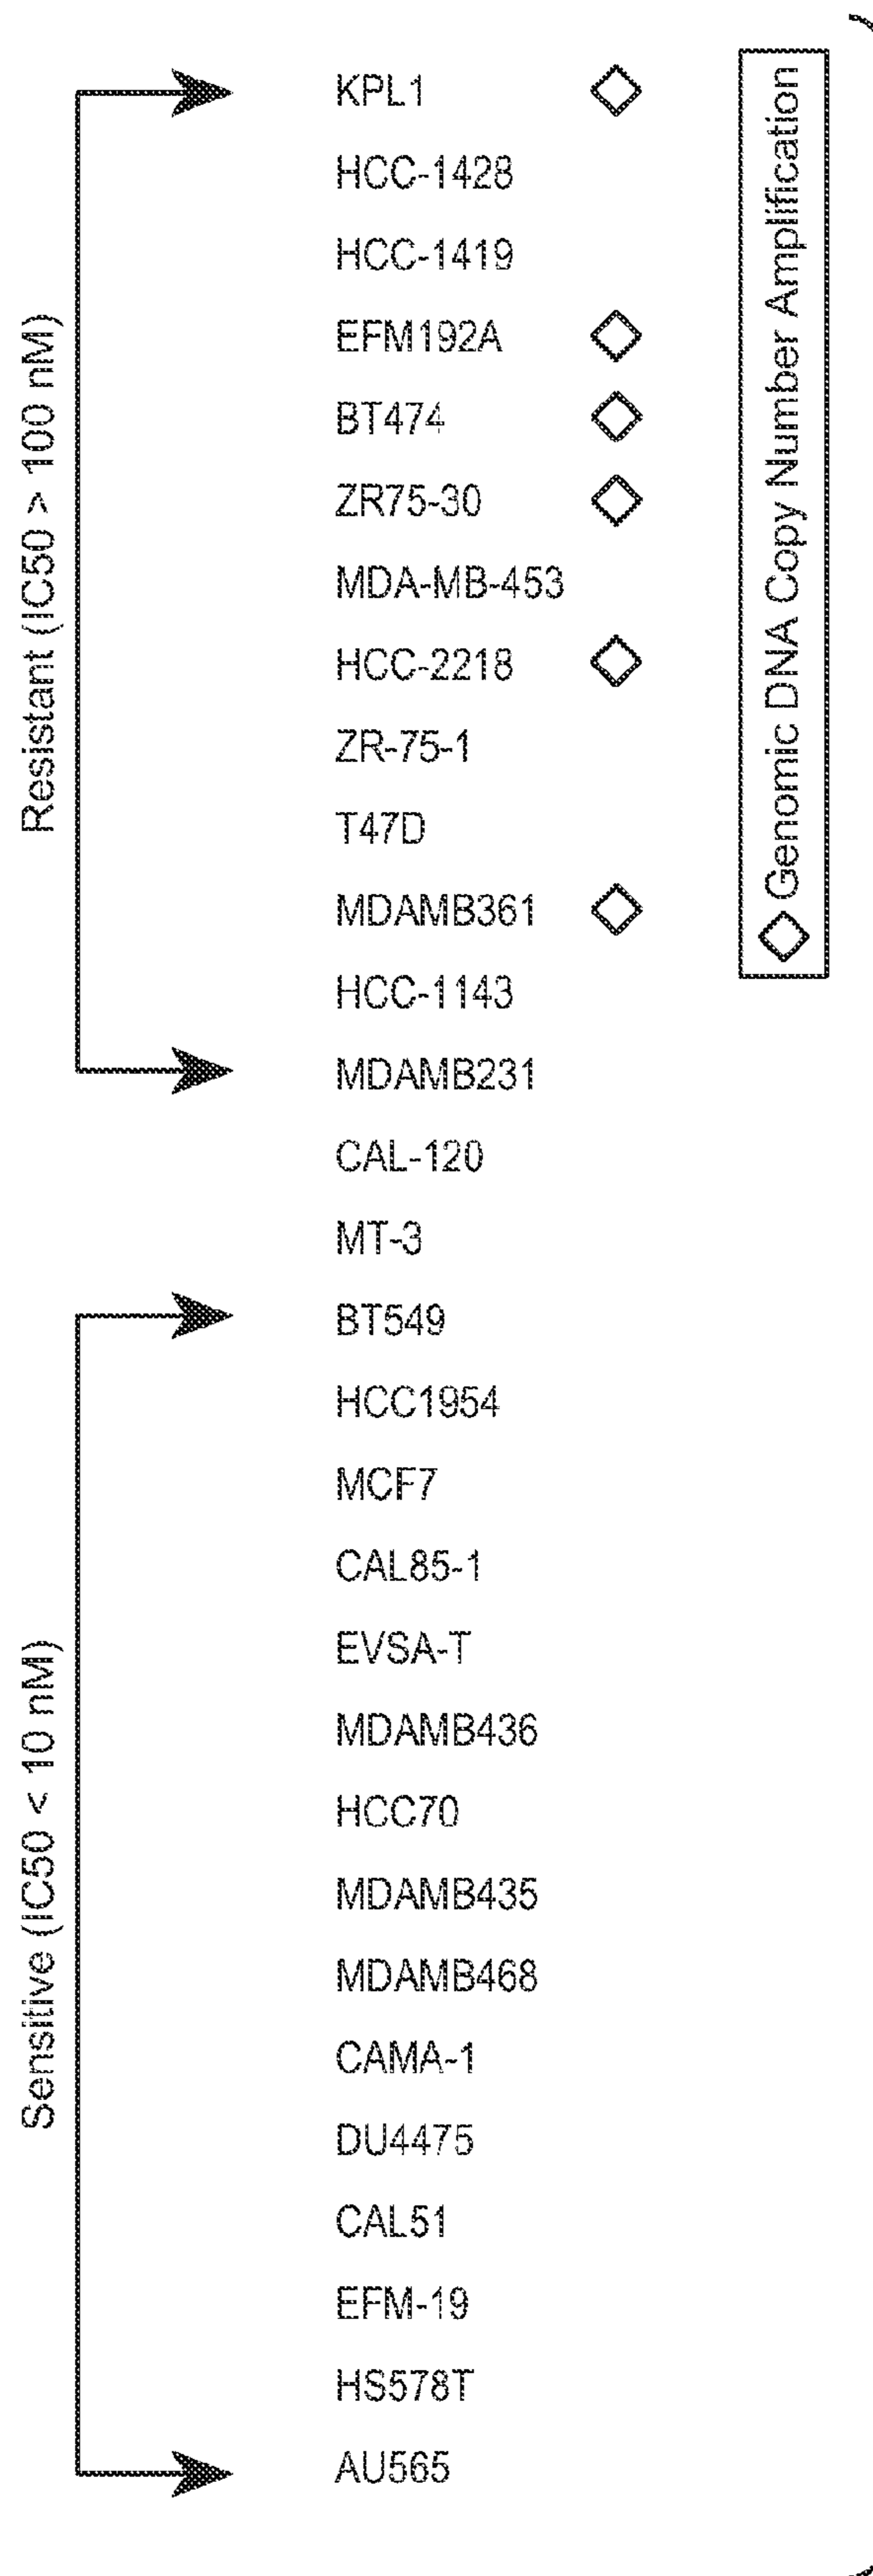 Resistant (IC50 > 100 nM)
KPL1
HCC-1428
HCC-1419
EFM192A
BT474
ZR75-30
MDA-MB-453
HCC-2218
ZR-75-1
T47D
MDAMB361
HCC-1143
MDAMB231
CAL-120
MT-3
Sensitive (IC50 < 10 nM)
BT549
HCC1954
MCF7
CAL85-1
EVSA-T
MDAMB436
HCC70
MDAMB435
MDAMB468
CAMA-1
DU4475
CAL51
EFM-19
HS578T
AU565
Genomic DNA Copy Number Amplification